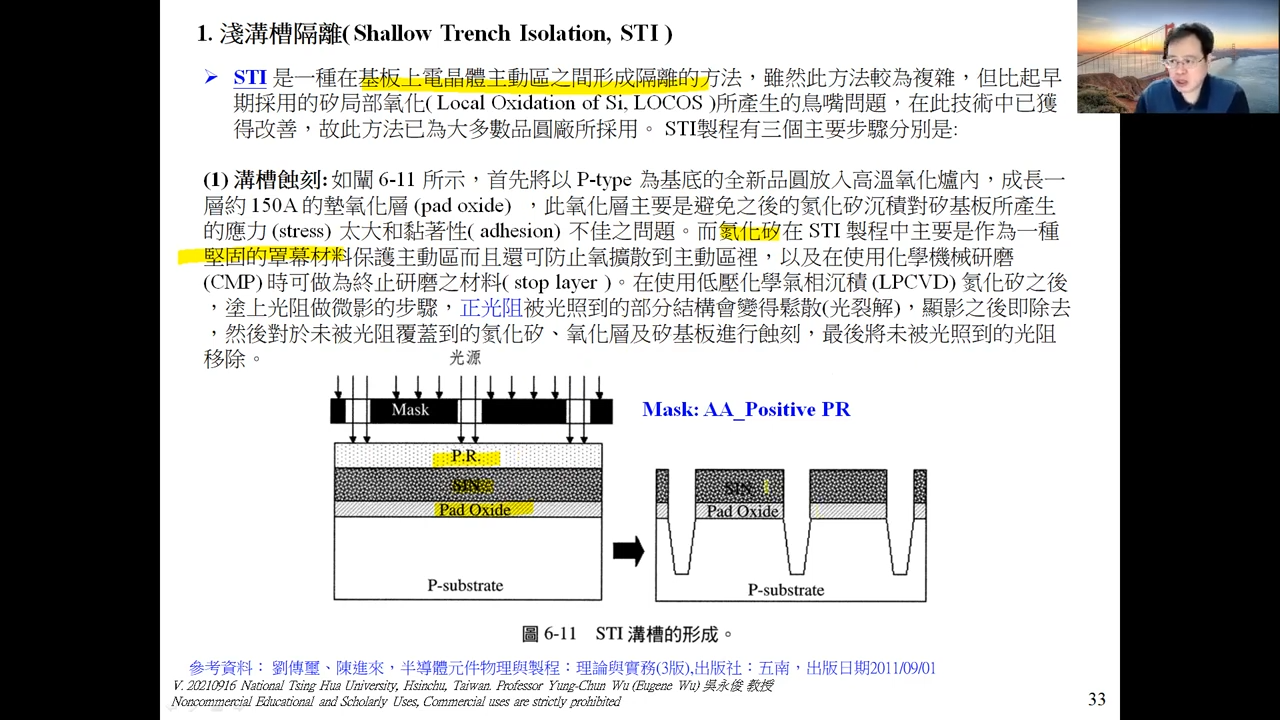 1. 淺溝槽隔離( Shallow Trench Isolation, STI )
➢ STI 是一種在基板上電晶體主動區之間形成隔離的方法，雖然此方法較為複雜，但比起早
期採用的矽局部氧化( Local Oxidation of Si, LOCOS )所產生的鳥嘴問題，在此技術中已獲
得改善，故此方法已為大多數晶圓廠所採用。 STI製程有三個主要步驟分別是:
(1) 溝槽蝕刻: 如圖 6-11 所示，首先將以 P-type 為基底的全新晶圓放入高溫氧化爐內，成長一
層約 150A 的墊氧化層 (pad oxide) ，此氧化層主要是避免之後的氮化矽沉積對矽基板所產生
的應力 (stress) 太大和黏著性( adhesion) 不佳之問題。而氮化矽在 STI 製程中主要是作為一種
堅固的罩幕材料保護主動區而且還可防止氧擴散到主動區裡，以及在使用化學機械研磨
(CMP) 時可做為終止研磨之材料( stop layer )。在使用低壓化學氣相沉積 (LPCVD) 氮化矽之後
，塗上光阻做微影的步驟，正光阻被光照到的部分結構會變得鬆散(光裂解)，顯影之後即除去
，然後對於未被光阻覆蓋到的氮化矽、氧化層及矽基板進行蝕刻，最後將未被光照到的光阻
移除。
光源
Mask
Mask: AA_Positive PR
P.R.
SIN
Pad Oxide
P-substrate
SIN
Pad Oxide
P-substrate
圖 6-11 STI 溝槽的形成。
參考資料： 劉傳璽、陳進來，半導體元件物理與製程：理論與實務(3版),出版社：五南，出版日期2011/09/01
V. 20210916 National Tsing Hua University, Hsinchu, Taiwan. Professor Yung-Chun Wu (Eugene Wu) 吳永俊 教授
Noncommercial Educational and Scholarly Uses, Commercial uses are strictly prohibited
33